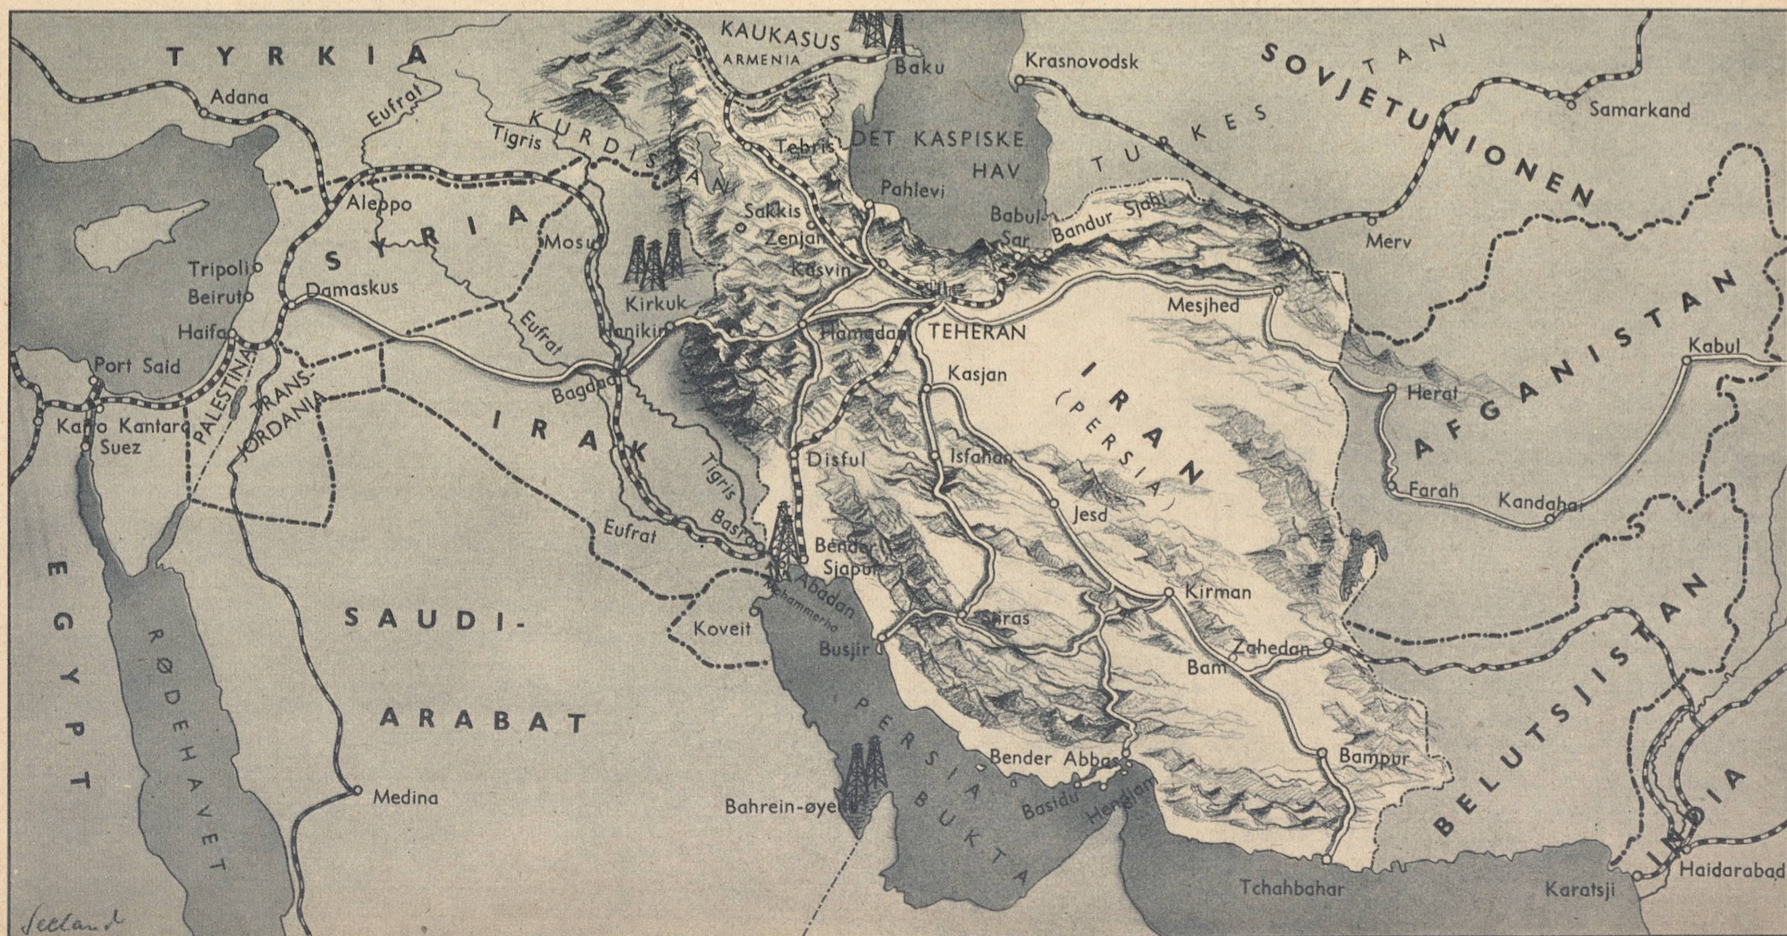 TYRKIA
KAUKASUS
ARMENIA
Baku
Krasnovodsk
SOVJETUNIONEN
TURKESTAN
Samarkand
Adana
Eufrat
Tigris
KURDISTAN
Tebris
DET KASPISKE
HAV
Pahlevi
Babul-
Sar
Bandur Sjahi
Merv
Aleppo
SYRIA
Mosul
Sakkis
Zenjan
Kasvin
Tripoli
Beirut
Damaskus
Kirkuk
Hanikin
Hamadan
TEHERAN
Mesjhed
Haifa
Eufrat
Kasjan
Herat
AFGANISTAN
Kabul
Port Said
PALESTINA
TRANS-
JORDANIA
Bagdad
IRAN
(PERSIA)
Kairo
Kantara
Suez
IRAK
Disful
Isfahan
Tigris
Jesd
Farah
Kandahar
Eufrat
Basra
Bender
Sjapur
Abadan
Mohammerha
EGYPT
RØDEHAVET
SAUDI-
ARABAT
Koveit
Busjir
Sjiras
Kirman
Zahedan
Bam
BELUTSJISTAN
PERSIA
BUKTA
Bender Abbas
Bampur
Medina
Bahrein-øyene
Basidu
Henglam
INDIA
Tchahbahar
Karatsji
Haidarabad
Seeland